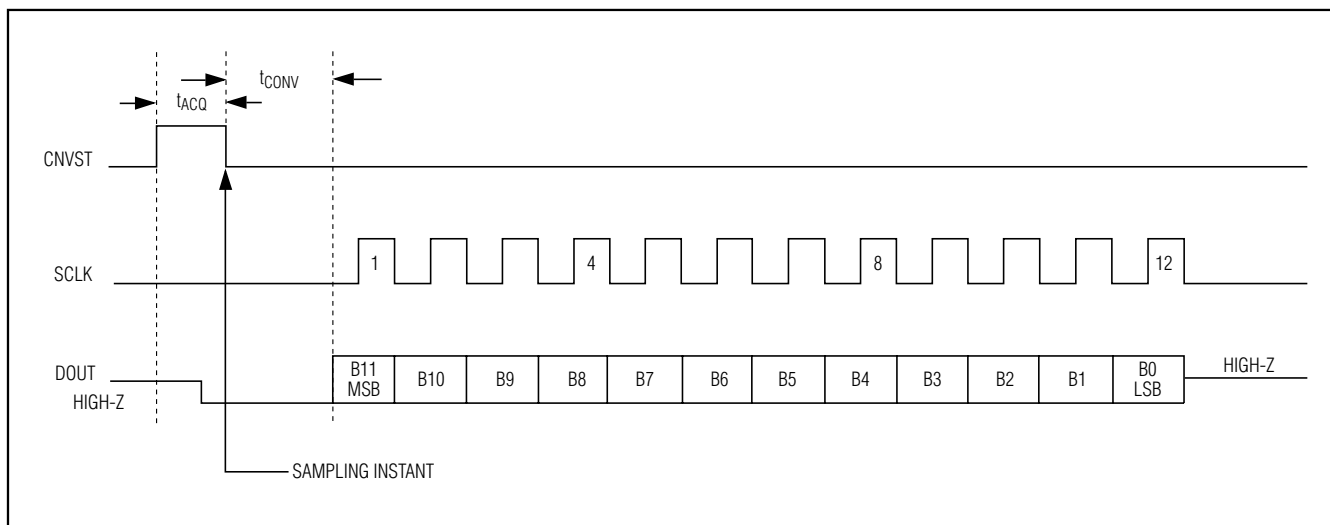 tCONV
tACQ
CNVST
SCLK
1
4
8
12
DOUT
HIGH-Z
B11
MSB
B10
B9
B8
B7
B6
B5
B4
B3
B2
B1
B0
LSB
HIGH-Z
SAMPLING INSTANT